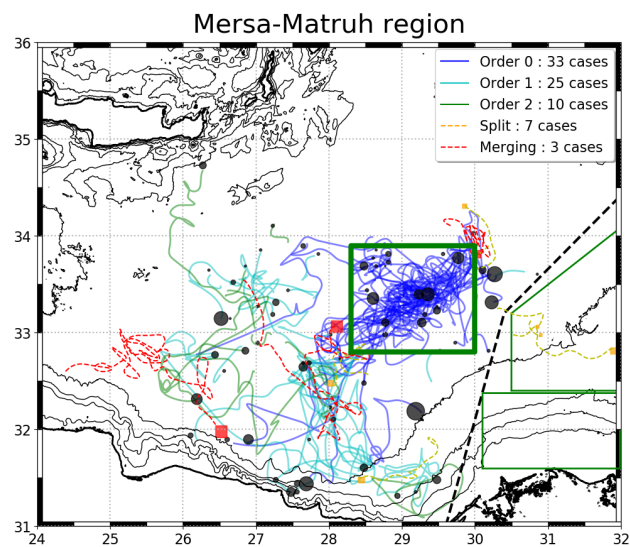 Mersa-Matruh region
36
35
34
33
32
31
24
25
26
27
28
29
30
31
32
Order 0 : 33 cases
Order 1 : 25 cases
Order 2 : 10 cases
Split : 7 cases
Merging : 3 cases